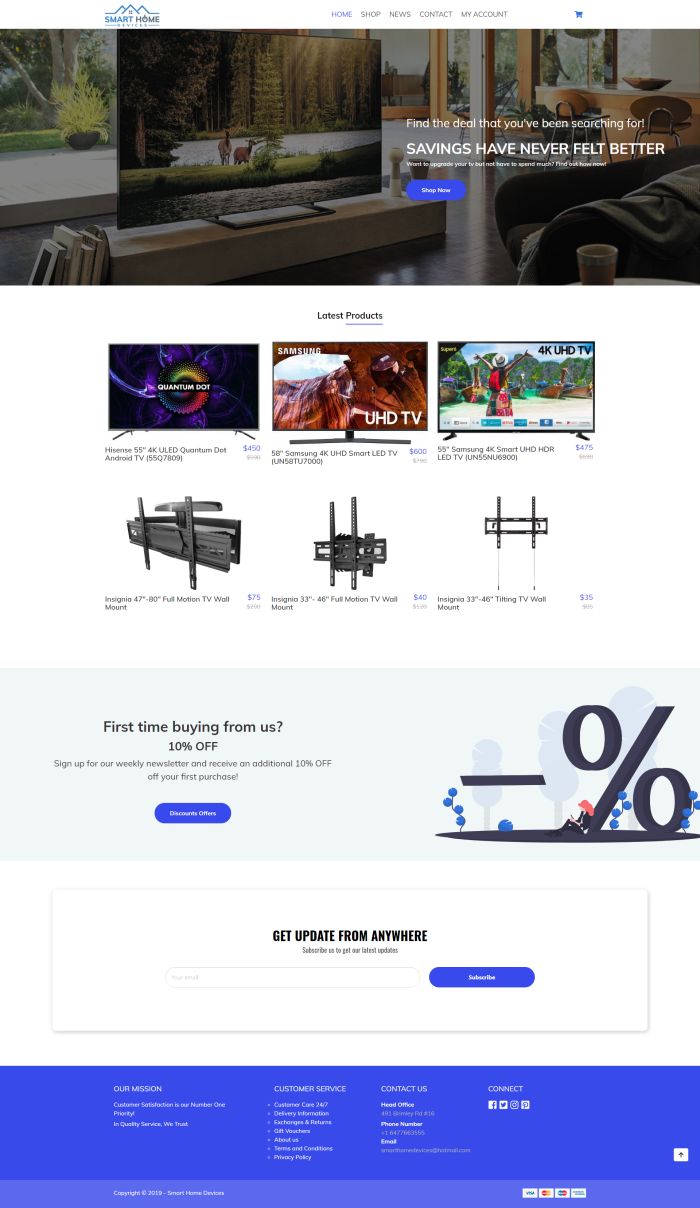 SMART HOME
DEVICES
HOME SHOP NEWS CONTACT MY ACCOUNT
Find the deal that you've been searching for!
SAVINGS HAVE NEVER FELT BETTER
Want to upgrade your tv but not have to spend much? Find out how now!
Shop Now
Latest Products
QUANTUM DOT
Hisense 55" 4K ULED Quantum Dot
Android TV (55Q7809)
$450
SAMSUNG
UHD TV
58" Samsung 4K UHD Smart LED TV
(UN58TU7000)
$600
$790
4K UHD TV
55" Samsung 4K Smart UHD HDR
LED TV (UN55NU6900)
$475
Insignia 47"-80" Full Motion TV Wall
Mount
$75
$200
Insignia 33"- 46" Full Motion TV Wall
Mount
$40
$120
Insignia 33"-46" Tilting TV Wall
Mount
$35
First time buying from us?
10% OFF
Sign up for our weekly newsletter and receive an additional 10% OFF
off your first purchase!
Discounts Offers
-%
GET UPDATE FROM ANYWHERE
Subscribe us to get our latest updates
Your email
Subscribe
OUR MISSION
Customer Satisfaction is our Number One
Priority!
In Quality Service, We Trust
CUSTOMER SERVICE
Customer Care 24/7
Delivery Information
Exchanges & Returns
Gift Vouchers
About us
Terms and Conditions
Privacy Policy
CONTACT US
Head Office
491 Brimley Rd #16
Phone Number
+1 6477663555
Email
smarthomedevices@hotmail.com
CONNECT
Copyright © 2019 - Smart Home Devices
VISA